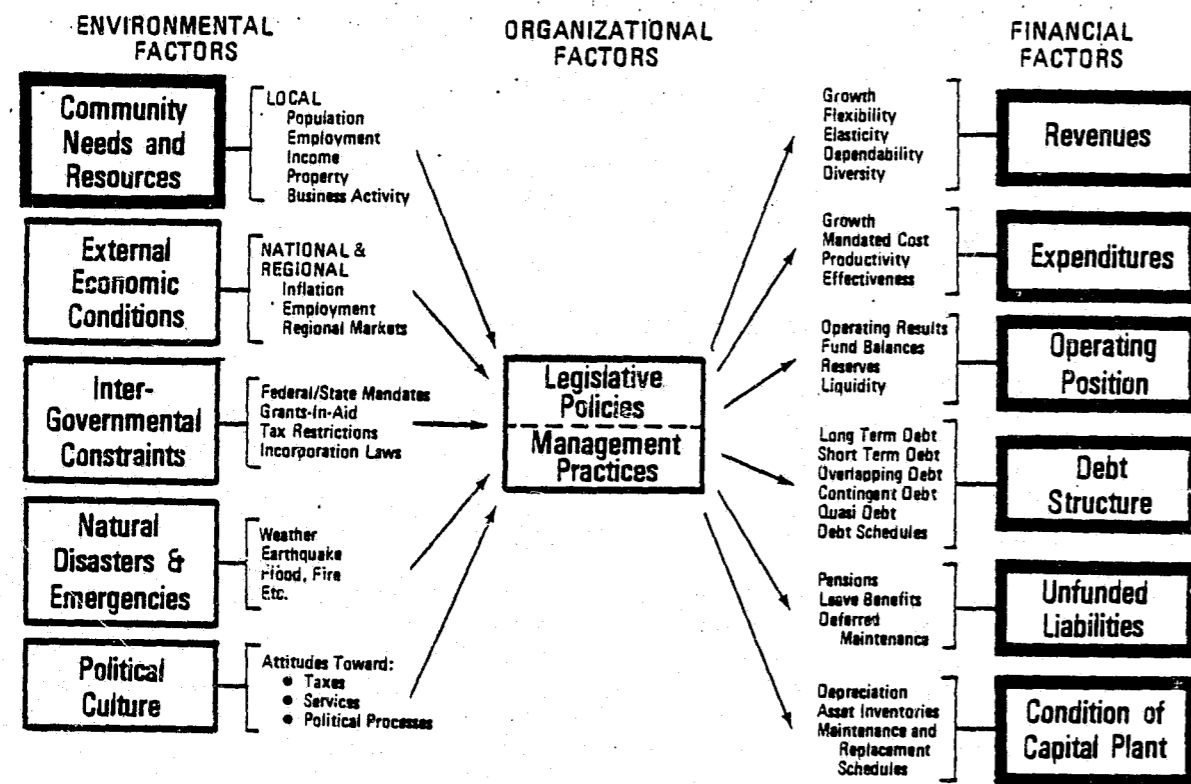 ENVIRONMENTAL
FACTORS
Community
Needs and
Resources
LOCAL
Population
Employment
Income
Property
Business Activity
External
Economic
Conditions
NATIONAL &
REGIONAL
Inflation
Employment
Regional Markets
Inter-
Governmental
Constraints
Federal/State Mandates
Grants-In-Aid
Tax Restrictions
Incorporation Laws
Natural
Disasters &
Emergencies
Weather
Earthquake
Flood, Fire
Etc.
Political
Culture
Attitudes Toward:
● Taxes
● Services
● Political Processes
ORGANIZATIONAL
FACTORS
Legislative
Policies
Management
Practices
FINANCIAL
FACTORS
Growth
Flexibility
Elasticity
Dependability
Diversity
Revenues
Growth
Mandated Cost
Productivity
Effectiveness
Expenditures
Operating Results
Fund Balances
Reserves
Liquidity
Operating
Position
Long Term Debt
Short Term Debt
Overlapping Debt
Contingent Debt
Quasi Debt
Debt Schedules
Debt
Structure
Pensions
Leave Benefits
Deferred
Maintenance
Unfunded
Liabilities
Depreciation
Asset Inventories
Maintenance and
Replacement
Schedules
Condition of
Capital Plant